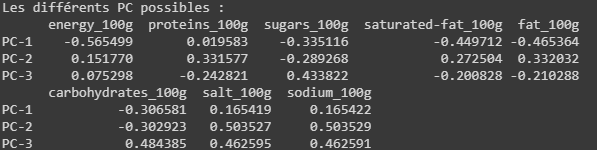 Les différents PC possibles :
energy_100g proteins_100g sugars_100g saturated-fat_100g fat_100g
PC-1 -0.565499 0.019583 -0.335116 -0.449712 -0.465364
PC-2 0.151770 0.331577 -0.289268 0.272504 0.332032
PC-3 0.075298 -0.242821 0.433822 -0.200828 -0.210288
carbohydrates_100g salt_100g sodium_100g
PC-1 -0.306581 0.165419 0.165422
PC-2 -0.302923 0.503527 0.503529
PC-3 0.484385 0.462595 0.462591